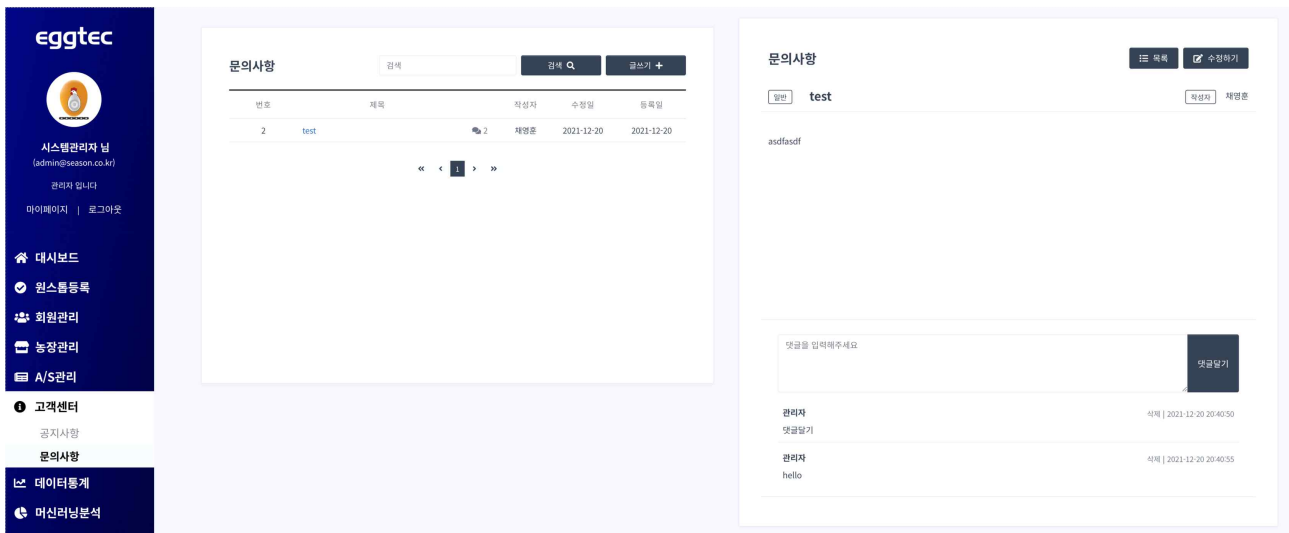 eggtec
시스템관리자 님
(admin@season.co.kr)
관리자 입니다
마이페이지 | 로그아웃
대시보드
원스톱등록
회원관리
농장관리
A/S관리
고객센터
공지사항
문의사항
데이터통계
머신러닝분석
문의사항 검색 검색 글쓰기
번호 제목 작성자 수정일 등록일
2 test 2 채영훈 2021-12-20 2021-12-20
« ‹ 1 › »
문의사항 목록 수정하기
일반 test 작성자 채영훈
asdfasdf
댓글을 입력해주세요
댓글달기
관리자 삭제 | 2021-12-20 20:40:50
댓글달기
관리자 삭제 | 2021-12-20 20:40:55
hello